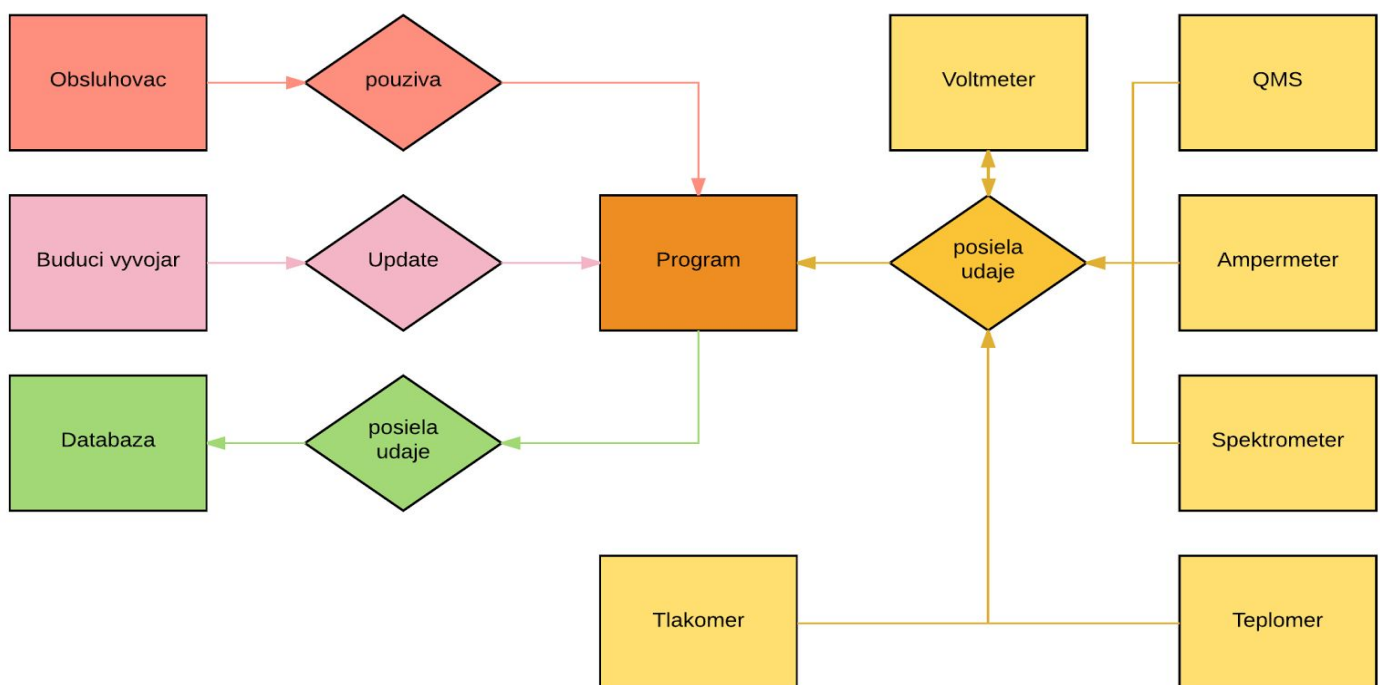 Obsluhovac
pouziva
Voltmeter
QMS
Buduci vyvojar
Update
Program
posiela
udaje
Ampermeter
Databaza
posiela
udaje
Spektrometer
Tlakomer
Teplomer